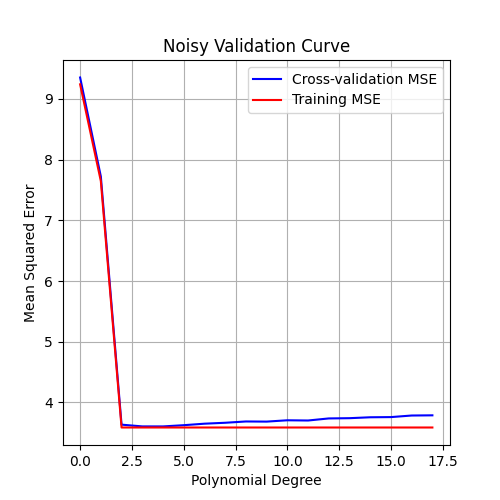 Noisy Validation Curve
Cross-validation MSE
Training MSE
Mean Squared Error
9
8
7
6
5
4
0.0 2.5 5.0 7.5 10.0 12.5 15.0 17.5
Polynomial Degree